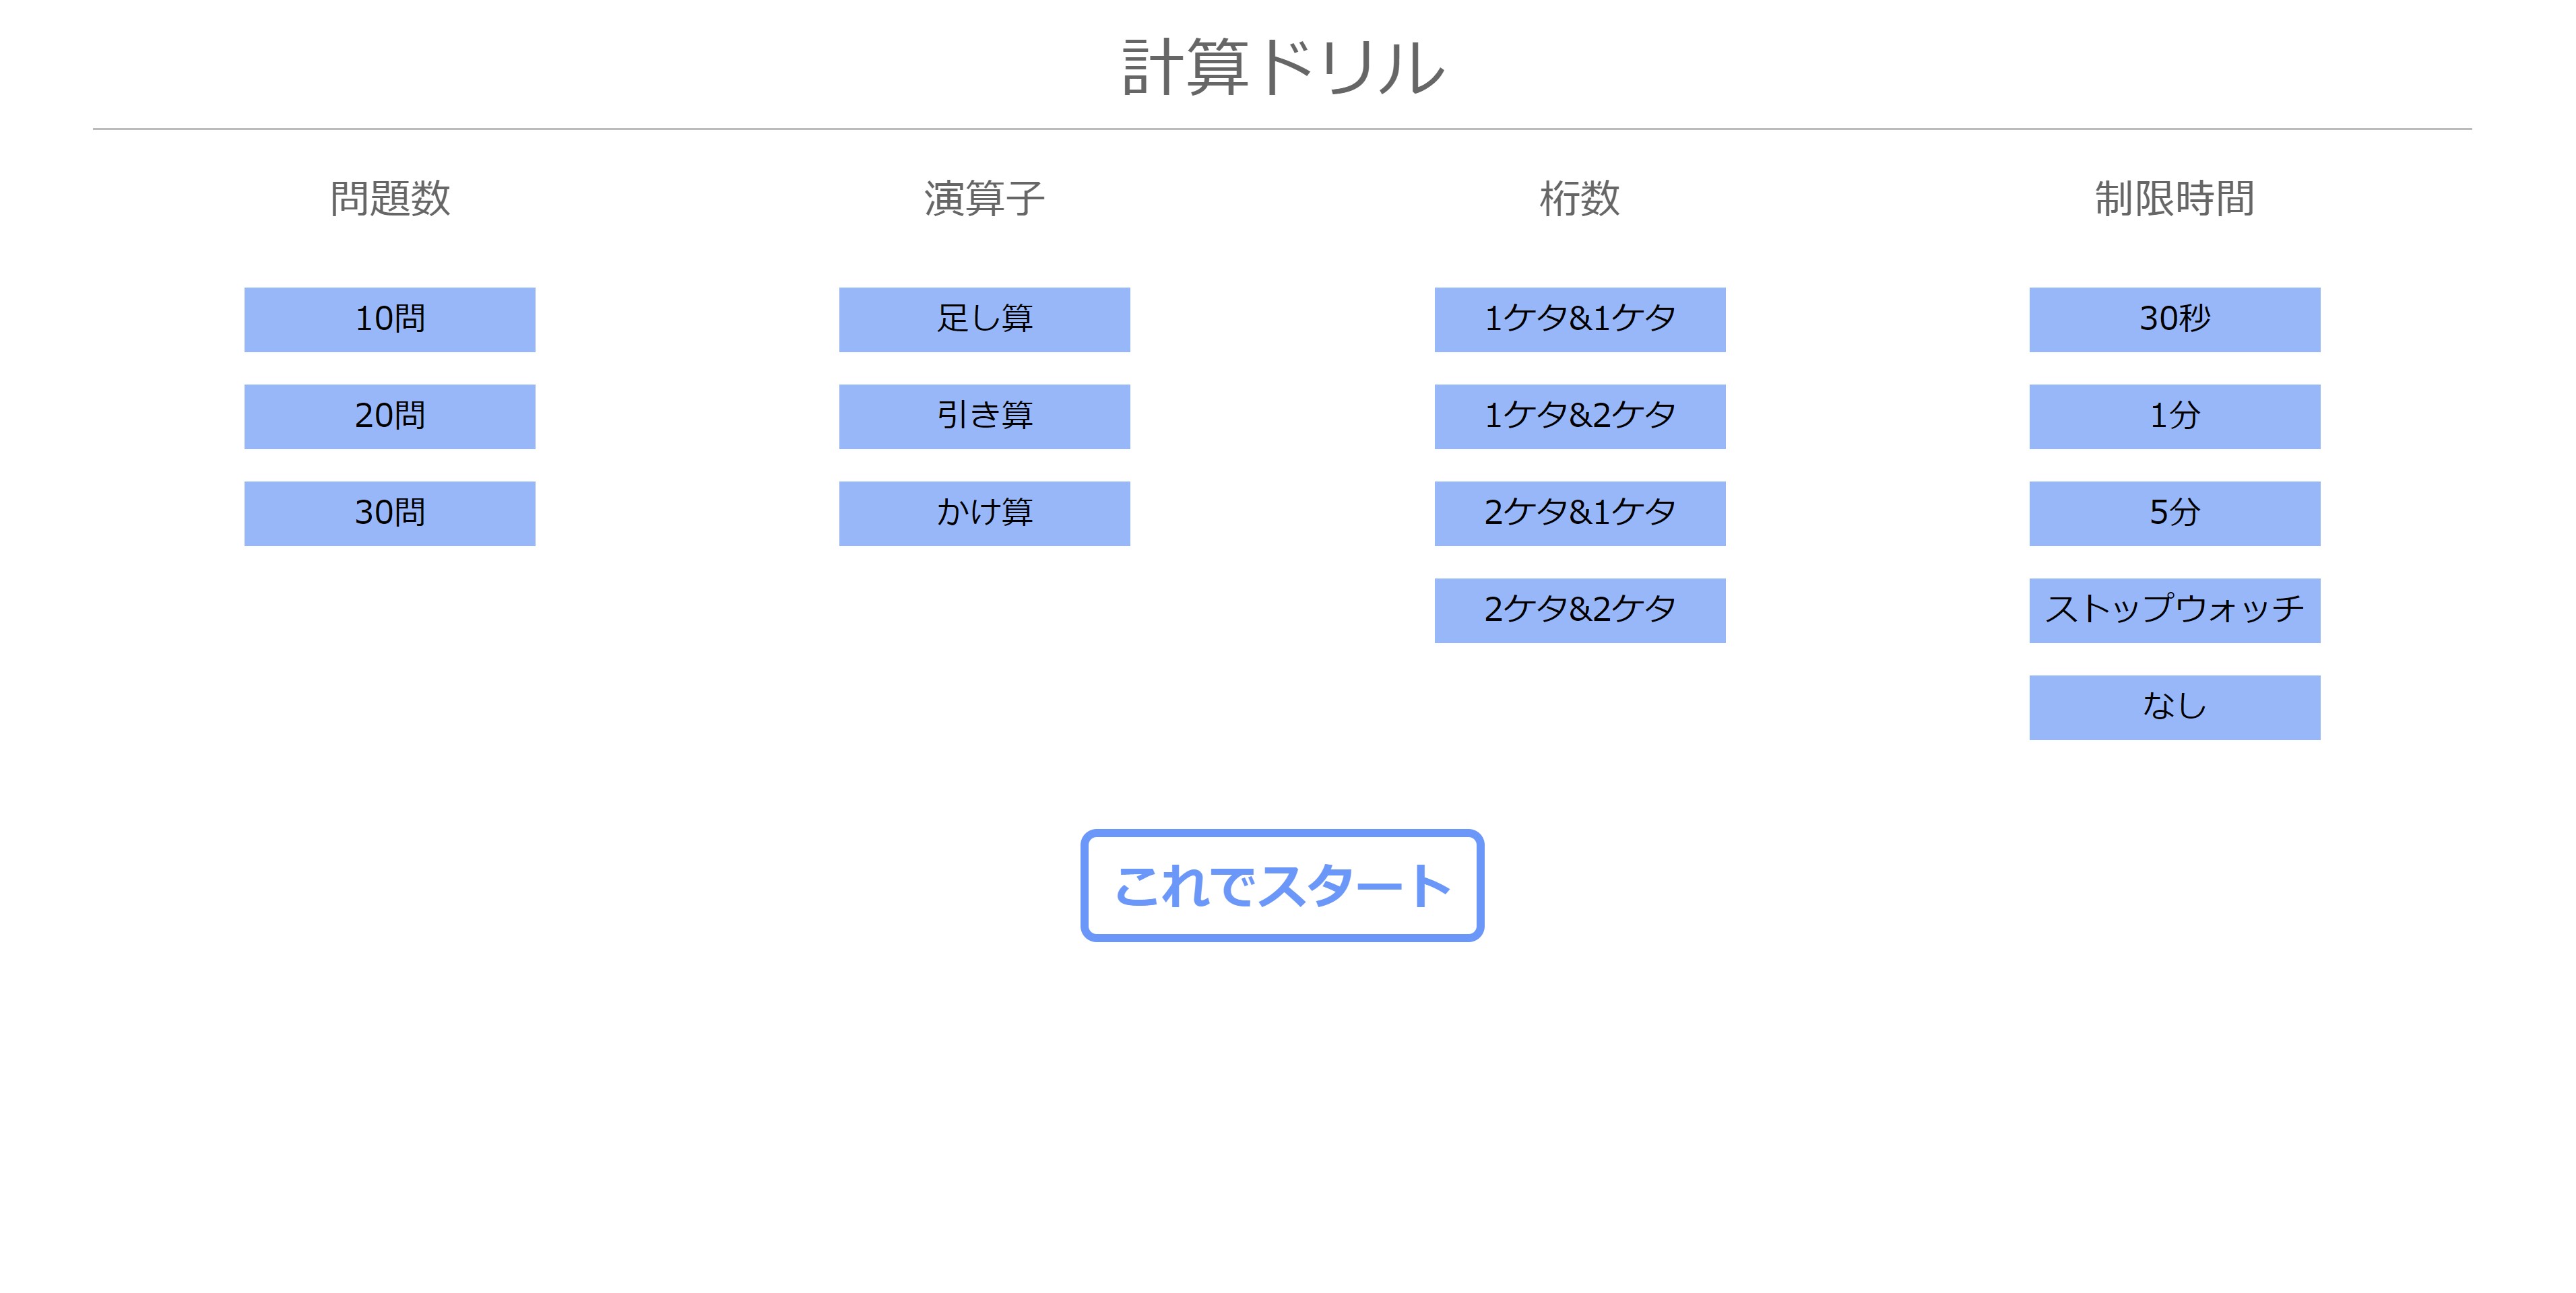 計算ドリル
問題数
10問
20問
30問
演算子
足し算
引き算
かけ算
桁数
1ケタ&1ケタ
1ケタ&2ケタ
2ケタ&1ケタ
2ケタ&2ケタ
制限時間
30秒
1分
5分
ストップウォッチ
なし
これでスタート